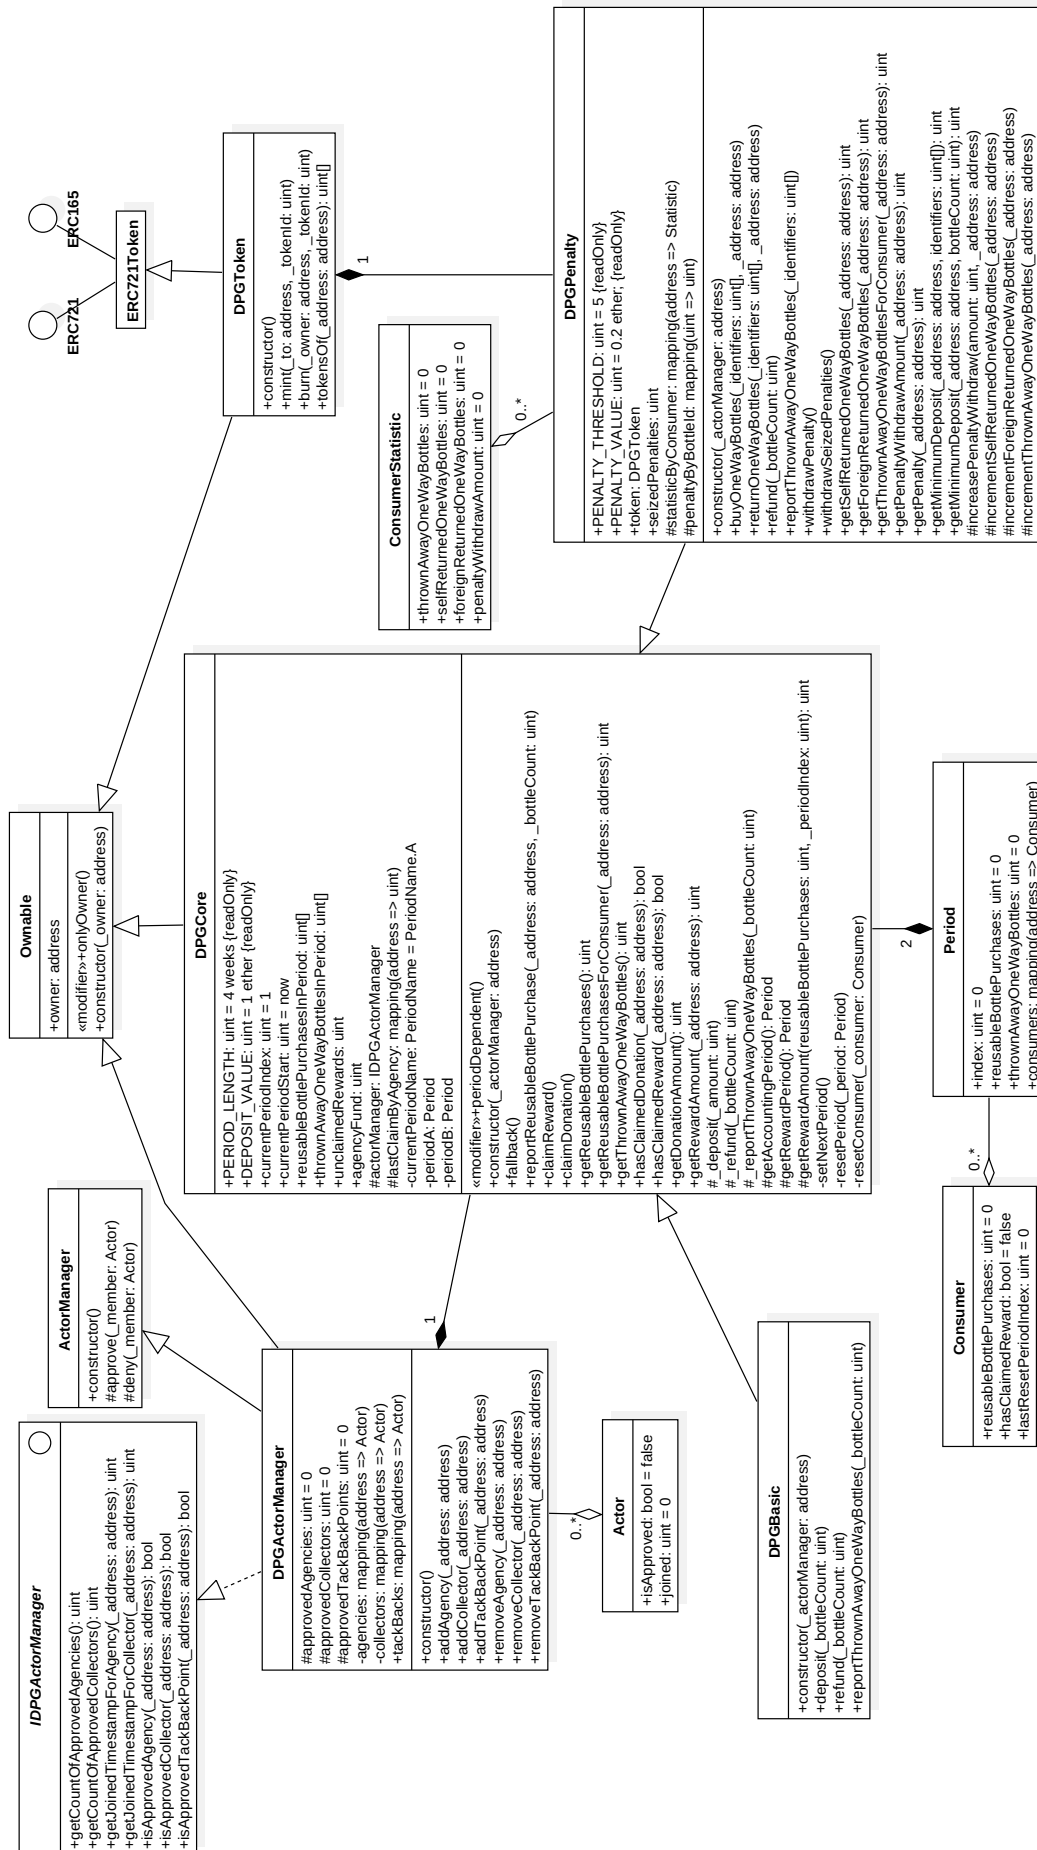 IDPGActorManager
+getCountOfApprovedAgencies(): uint
+getCountOfApprovedCollectors(): uint
+getJoinedTimestampForAgency(_address: address): uint
+getJoinedTimestampForCollector(_address: address): uint
+isApprovedAgency(_address: address): bool
+isApprovedCollector(_address: address): bool
+isApprovedTackBackPoint(_address: address): bool
ActorManager
+constructor()
#approve(_member: Actor)
#deny(_member: Actor)
Ownable
+owner: address
«modifier»+onlyOwner()
+constructor(_owner: address)
ERC721
ERC165
ERC721Token
DPGToken
+constructor()
+mint(_to: address, _tokenId: uint)
+burn(_owner: address, _tokenId: uint)
+tokensOf(_address: address): uint[]
1
DPGActorManager
#approvedAgencies: uint = 0
#approvedCollectors: uint = 0
#approvedTackBackPoints: uint = 0
-agencies: mapping(address => Actor)
-collectors: mapping(address => Actor)
+tackBacks: mapping(address => Actor)
+constructor()
+addAgency(_address: address)
+addCollector(_address: address)
+addTackBackPoint(_address: address)
+removeAgency(_address: address)
+removeCollector(_address: address)
+removeTackBackPoint(_address: address)
1
0..*
Actor
+isApproved: bool = false
+joined: uint = 0
DPGCore
+PERIOD_LENGTH: uint = 4 weeks {readOnly}
+DEPOSIT_VALUE: uint = 1 ether {readOnly}
+currentPeriodIndex: uint = 1
+currentPeriodStart: uint = now
+reusableBottlePurchasesInPeriod: uint[]
+thrownAwayOneWayBottlesInPeriod: uint[]
+unclaimedRewards: uint
+agencyFund: uint
#actorManager: IDPGActorManager
#lastClaimByAgency: mapping(address => uint)
-currentPeriodName: PeriodName = PeriodName.A
-periodA: Period
-periodB: Period
«modifier»+periodDependent()
+constructor(_actorManager: address)
+fallback()
+reportReusableBottlePurchase(_address: address, _bottleCount: uint)
+claimReward()
+claimDonation()
+getReusableBottlePurchases(): uint
+getReusableBottlePurchasesForConsumer(_address: address): uint
+getThrownAwayOneWayBottles(): uint
+hasClaimedDonation(_address: address): bool
+hasClaimedReward(_address: address): bool
+getDonationAmount(): uint
+getRewardAmount(_address: address): uint
#_deposit(_amount: uint)
#_refund(_bottleCount: uint)
#_reportThrownAwayOneWayBottles(_bottleCount: uint)
#getAccountingPeriod(): Period
#getRewardPeriod(): Period
#getRewardAmount(reusableBottlePurchases: uint, _periodIndex: uint): uint
-setNextPeriod()
-resetPeriod(_period: Period)
-resetConsumer(_consumer: Consumer)
ConsumerStatistic
+thrownAwayOneWayBottles: uint = 0
+selfReturnedOneWayBottles: uint = 0
+foreignReturnedOneWayBottles: uint = 0
+penaltyWithdrawAmount: uint = 0
0..*
DPGPenalty
+PENALTY_THRESHOLD: uint = 5 {readOnly}
+PENALTY_VALUE: uint = 0.2 ether; {readOnly}
+token: DPGToken
+seizedPenalties: uint
#statisticByConsumer: mapping(address => Statistic)
#penaltyByBottleId: mapping(uint => uint)
+constructor(_actorManager: address)
+buyOneWayBottles(_identifiers: uint[], _address: address)
+returnOneWayBottles(_identifiers: uint[], _address: address
+refund(_bottleCount: uint)
+reportThrownAwayOneWayBottles(_identifiers: uint[])
+withdrawPenalty()
+withdrawSeizedPenalties()
+getSelfReturnedOneWayBottles(_address: address): uint
+getForeignReturnedOneWayBottles(_address: address): uint
+getThrownAwayOneWayBottlesForConsumer(_address: address): uint
+getPenaltyWithdrawAmount(_address: address): uint
+getPenalty(_address: address): uint
+getMinimumDeposit(_address: address, identifiers: uint[]): uint
+getMinimumDeposit(_address: address, bottleCount: uint): uint
#increasePenaltyWithdraw(amount: uint, _address: address)
#incrementSelfReturnedOneWayBottles(_address: address)
#incrementForeignReturnedOneWayBottles(_address: address)
#incrementThrownAwayOneWayBottles(_address: address)
DPGBasic
+constructor(_actorManager: address)
+deposit(_bottleCount: uint)
+refund(_bottleCount: uint)
+reportThrownAwayOneWayBottles(_bottleCount: uint)
2
Period
+index: uint = 0
+reusableBottlePurchases: uint = 0
+thrownAwayOneWayBottles: uint = 0
+consumers: mapping(address => Consumer)
0..*
Consumer
+reusableBottlePurchases: uint = 0
+hasClaimedReward: bool = false
+lastResetPeriodIndex: uint = 0